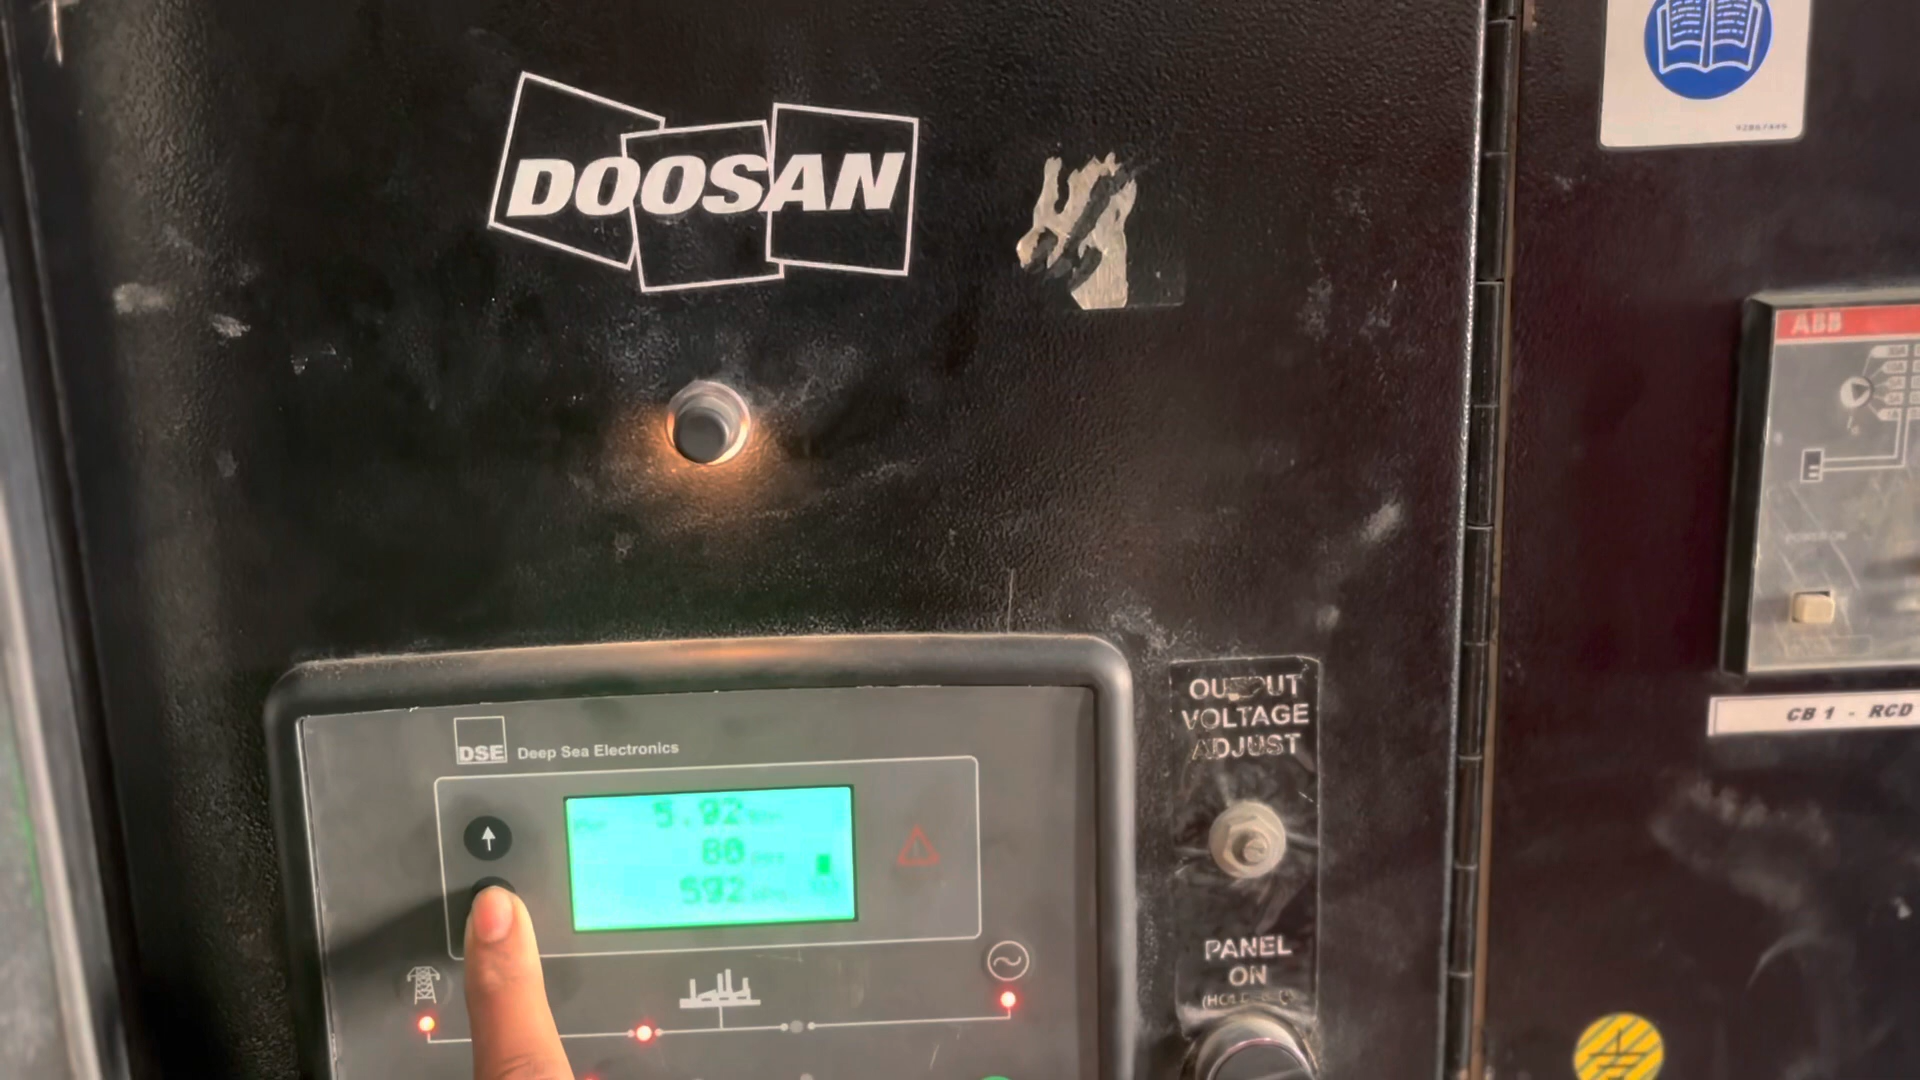 DOOSAN
ABB
OUTPUT
VOLTAGE
ADJUST
CB 1 - RCD
DSE Deep Sea Electronics
5.92
80
592
PANEL
ON